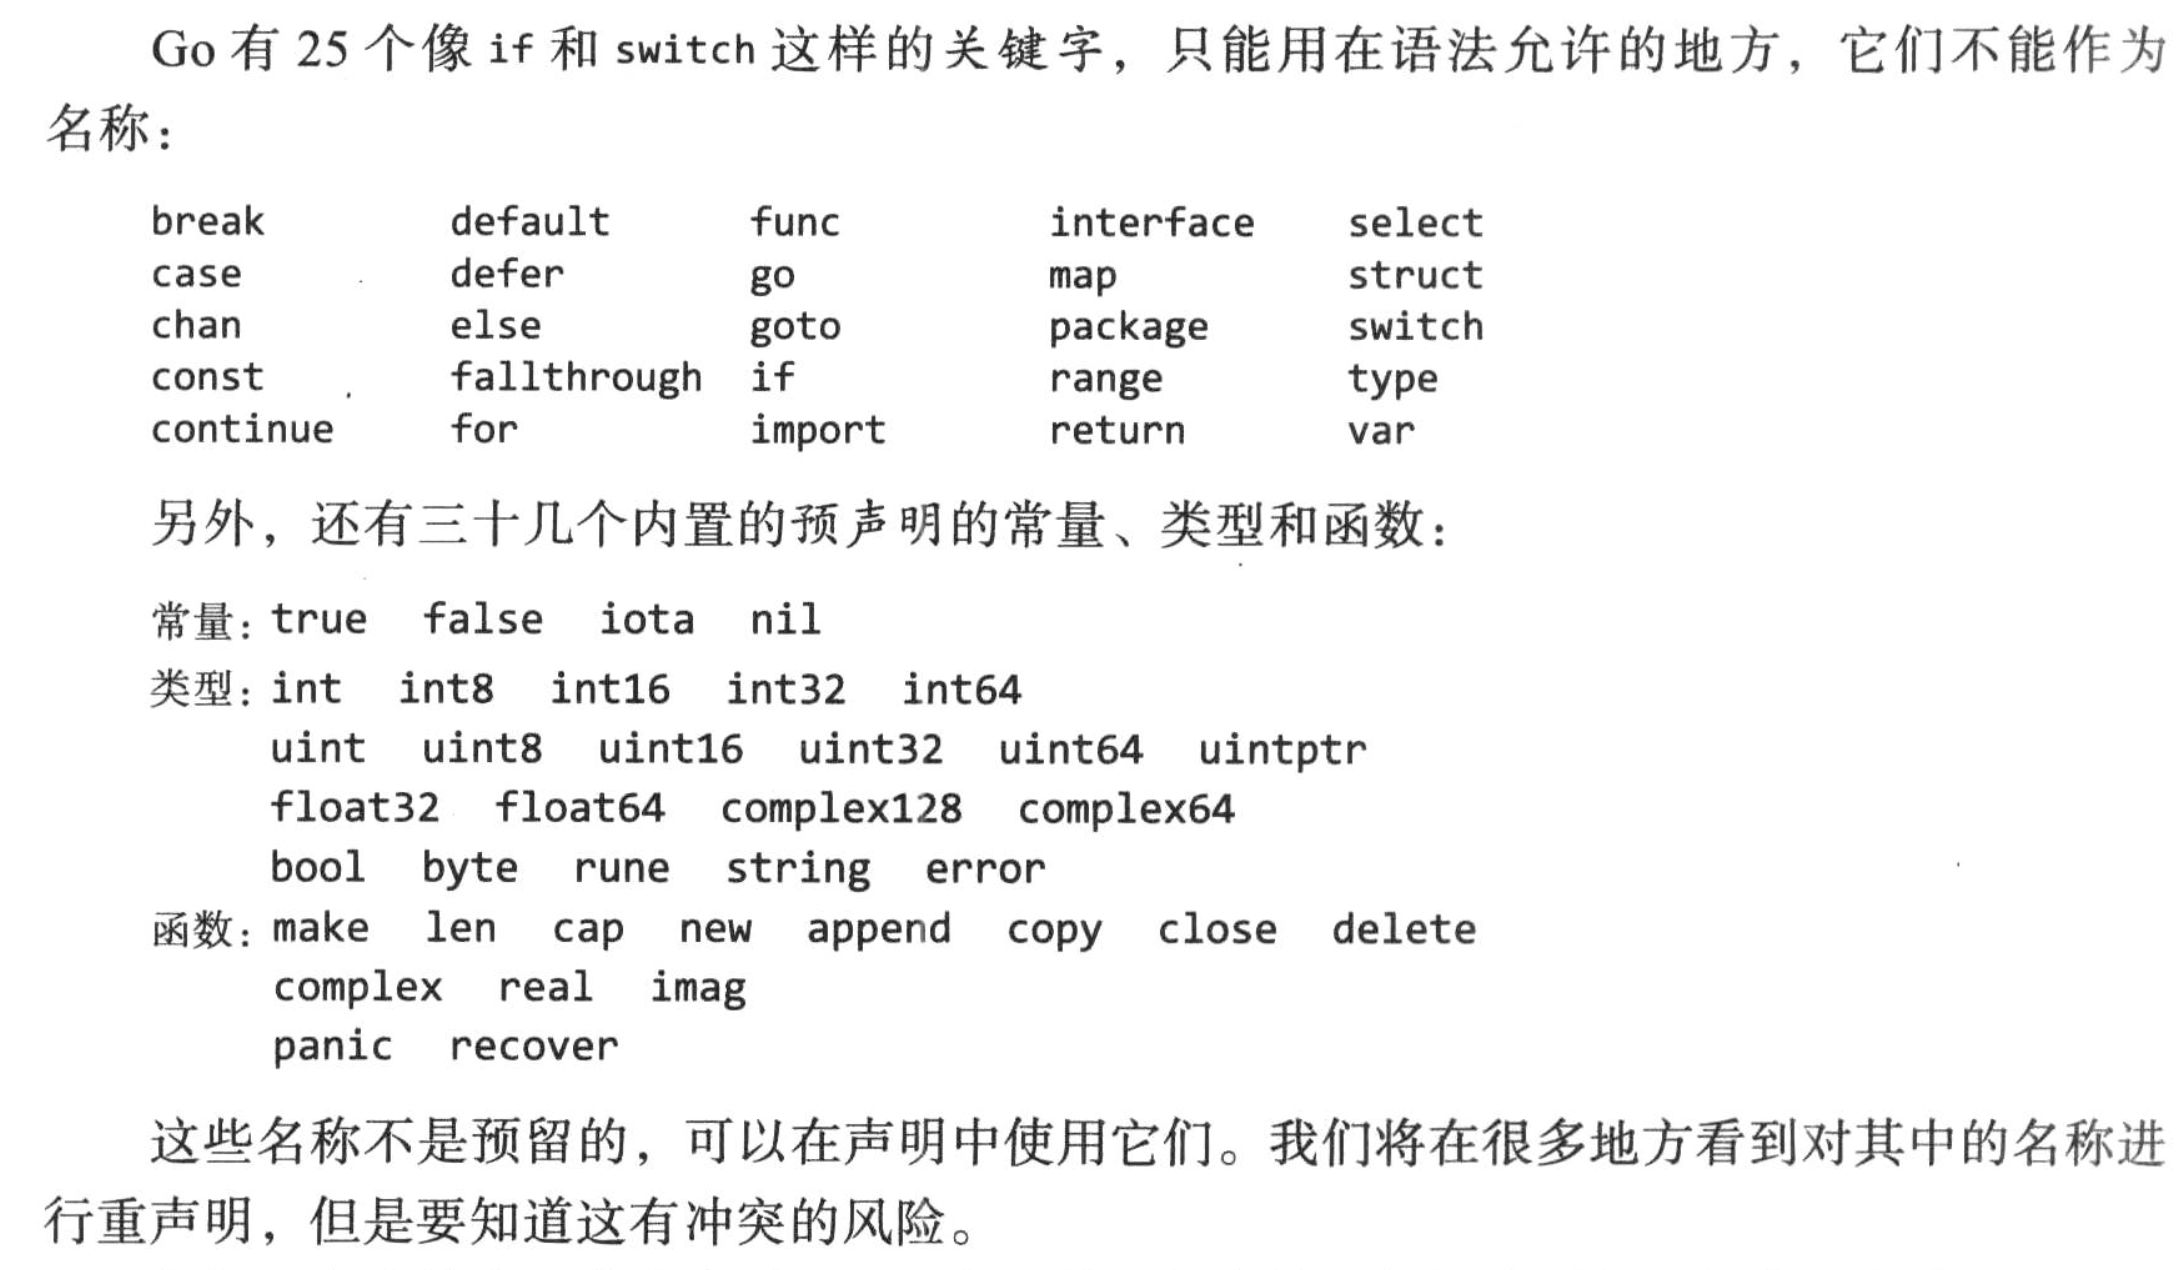 Go 有 25 个像 if 和 switch 这样的关键字，只能用在语法允许的地方，它们不能作为
名称：
break default func interface select
case defer go map struct
chan else goto package switch
const fallthrough if range type
continue for import return var
另外，还有三十几个内置的预声明的常量、类型和函数：
常量：true false iota nil
类型：int int8 int16 int32 int64
uint uint8 uint16 uint32 uint64 uintptr
float32 float64 complex128 complex64
bool byte rune string error
函数：make len cap new append copy close delete
complex real imag
panic recover
这些名称不是预留的，可以在声明中使用它们。我们将在很多地方看到对其中的名称进
行重声明，但是要知道这有冲突的风险。